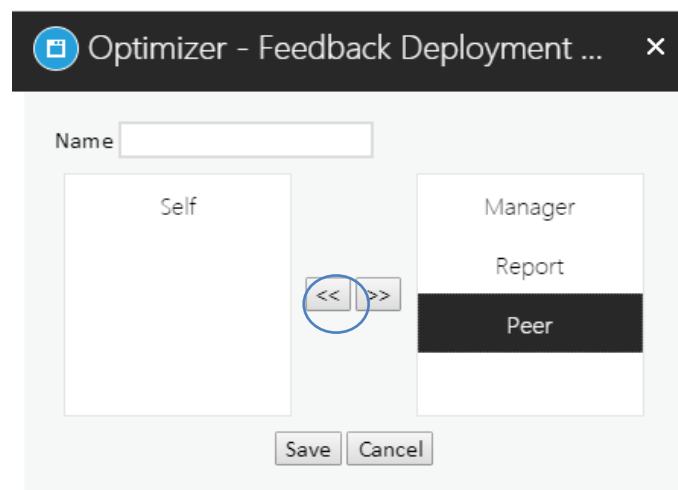 Optimizer - Feedback Deployment ... ×
Name
Self
Manager
Report
<< >>
Peer
Save Cancel